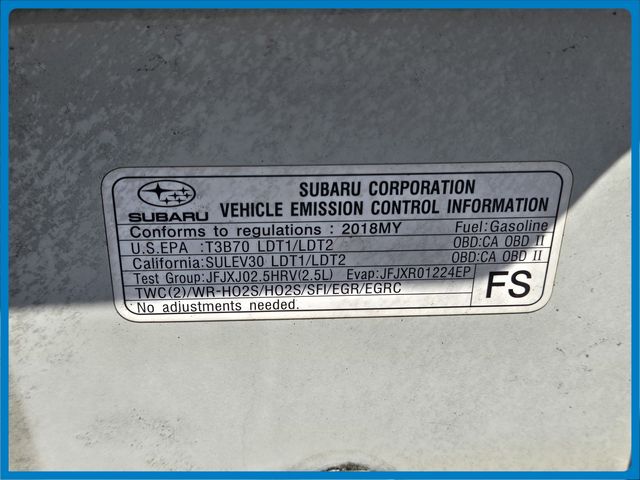 SUBARU
SUBARU CORPORATION
VEHICLE EMISSION CONTROL INFORMATION
Conforms to regulations : 2018MY Fuel:Gasoline
U.S.EPA :T3B70 LDT1/LDT2 OBD:CA OBD II
California:SULEV30 LDT1/LDT2 OBD:CA OBD II
Test Group:JFJXJ02.5HRV(2.5L) Evap:JFJXR01224EP
TWC(2)/WR-HO2S/HO2S/SFI/EGR/EGRC
No adjustments needed.
FS